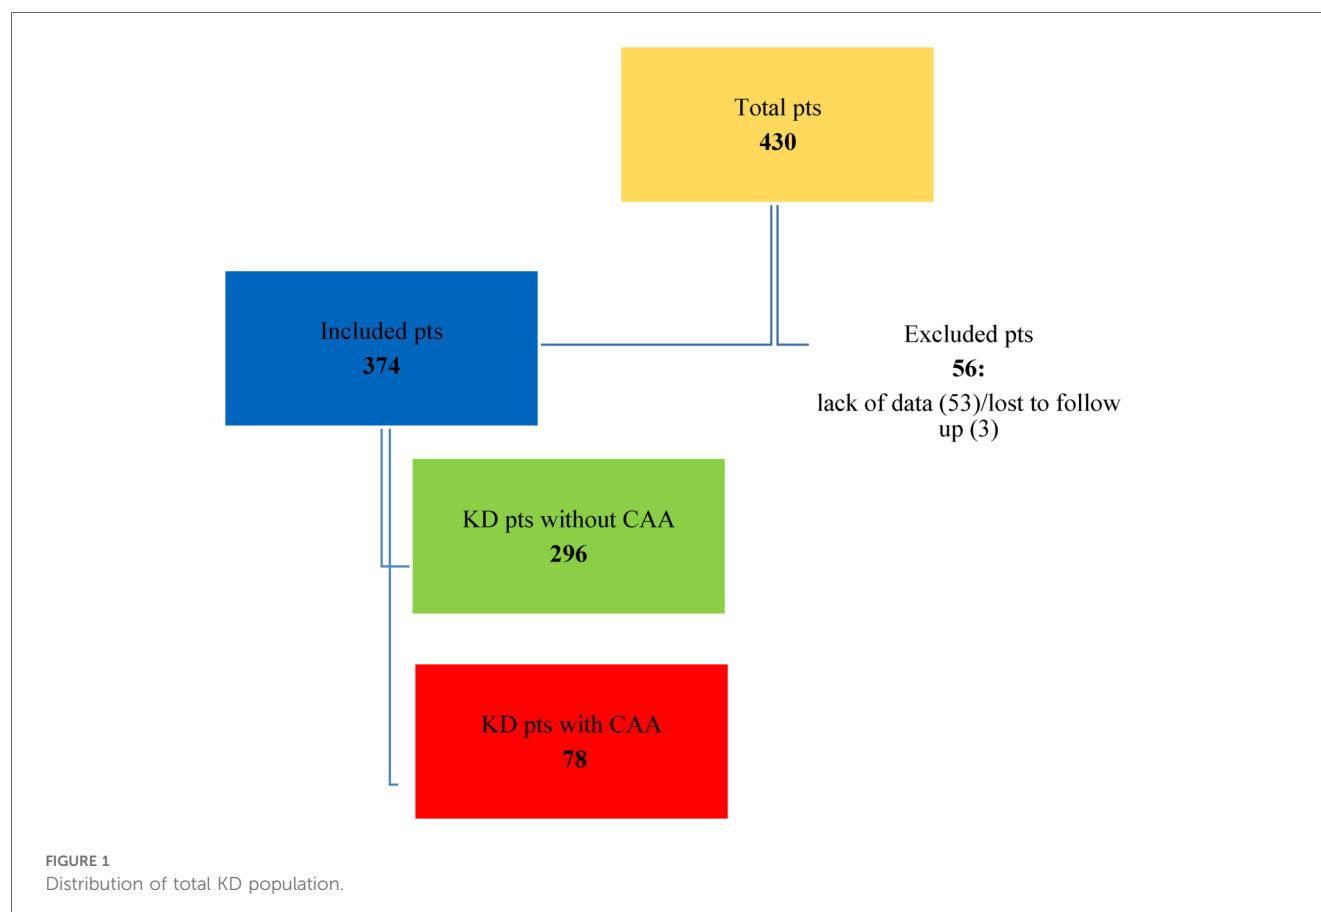 Total pts
430
Included pts
374
Excluded pts
56:
lack of data (53)/lost to follow
up (3)
KD pts without CAA
296
KD pts with CAA
78
FIGURE 1
Distribution of total KD population.